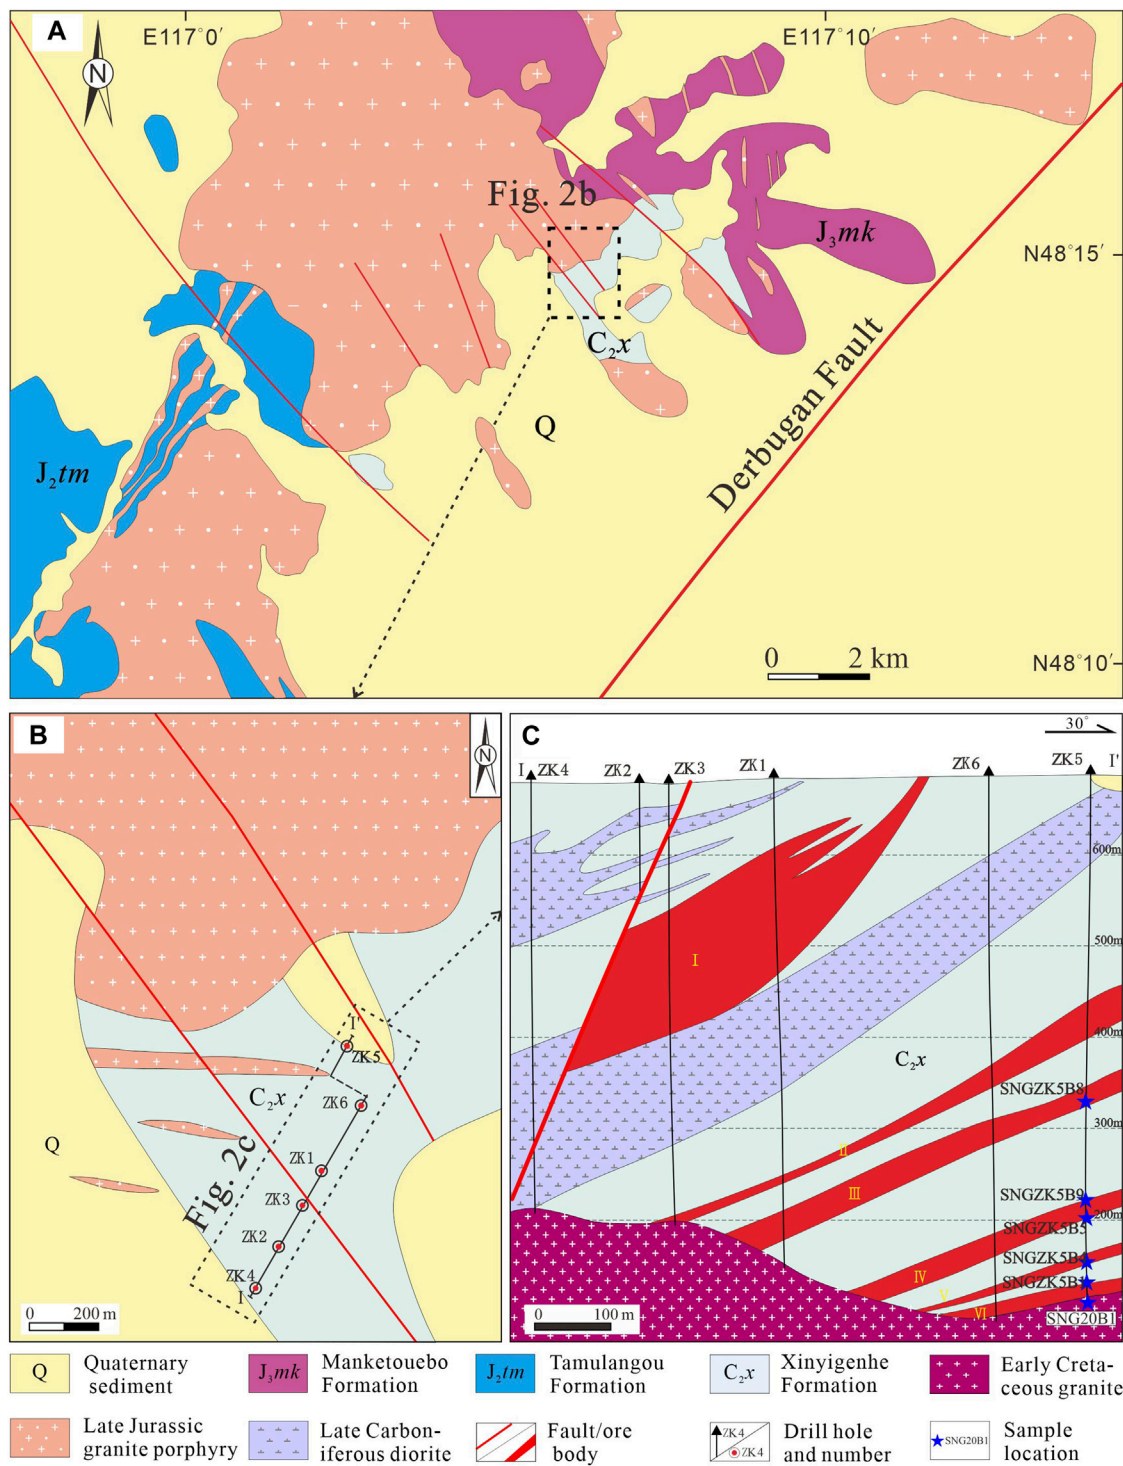 A
E117°0′
E117°10′
N
Fig. 2b
J3mk
N48°15′
C2x
Derbugan Fault
Q
J2tm
0 2 km
N48°10′
B
N
C
30°
I ZK4 ZK2 ZK3 ZK1 ZK6 ZK5 I'
600m
500m
I
400m
C2x
SNGZK5B8
300m
II
III
SNGZK5B9
200m
SNGZK5B5
SNGZK5B4
IV
SNGZK5B1
V
VI
SNG20B1
0 100 m
I'
ZK5
C2x
ZK6
Q
ZK1
Fig. 2c
ZK3
ZK2
ZK4
I
0 200 m
Q
Quaternary
sediment
J3mk
Manketouebo
Formation
J2tm
Tamulangou
Formation
C2x
Xinyigenhe
Formation
Early Creta-
ceous granite
Late Jurassic
granite porphyry
Late Carbon-
iferous diorite
Fault/ore
body
ZK4
ZK4
Drill hole
and number
SNG20B1
Sample
location